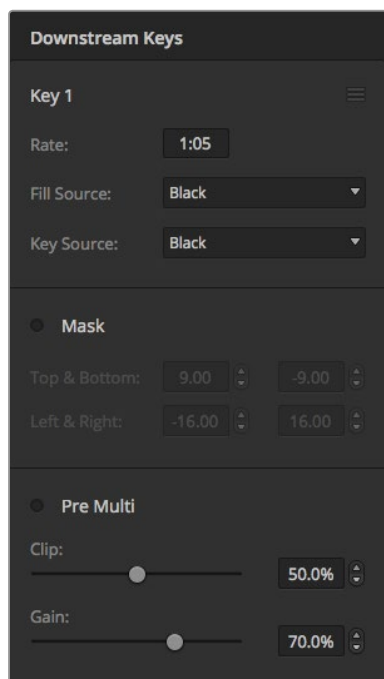 Downstream Keys
Key 1
Rate: 1:05
Fill Source: Black
Key Source: Black
Mask
Top & Bottom: 9.00 -9.00
Left & Right: -16.00 16.00
Pre Multi
Clip:
50.0%
Gain:
70.0%